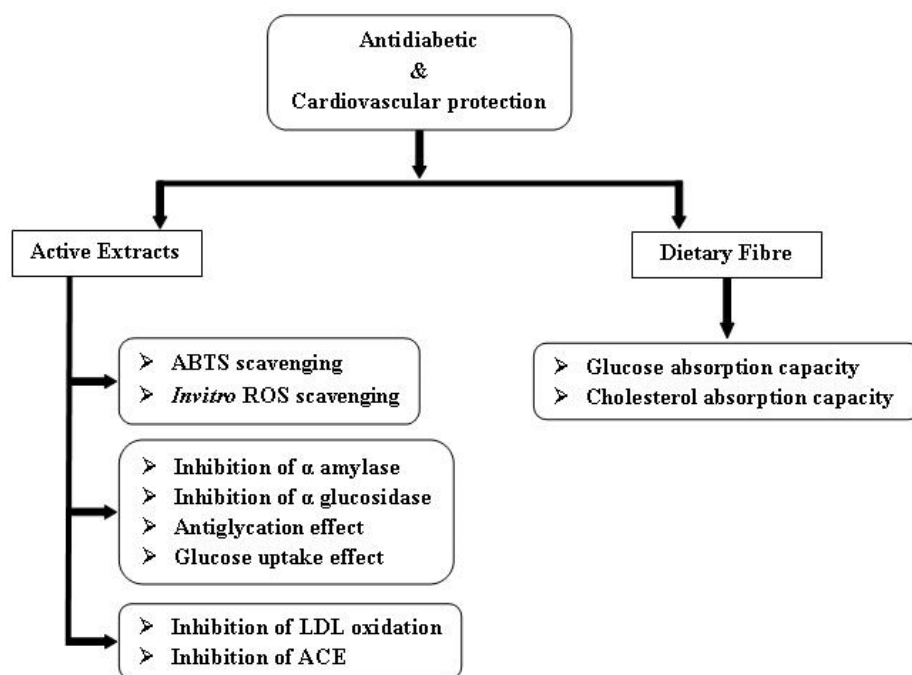 Antidiabetic
&
Cardiovascular protection
Active Extracts
Dietary Fibre
➢ ABTS scavenging
➢ Invitro ROS scavenging
➢ Glucose absorption capacity
➢ Cholesterol absorption capacity
➢ Inhibition of α amylase
➢ Inhibition of α glucosidase
➢ Antiglycation effect
➢ Glucose uptake effect
➢ Inhibition of LDL oxidation
➢ Inhibition of ACE